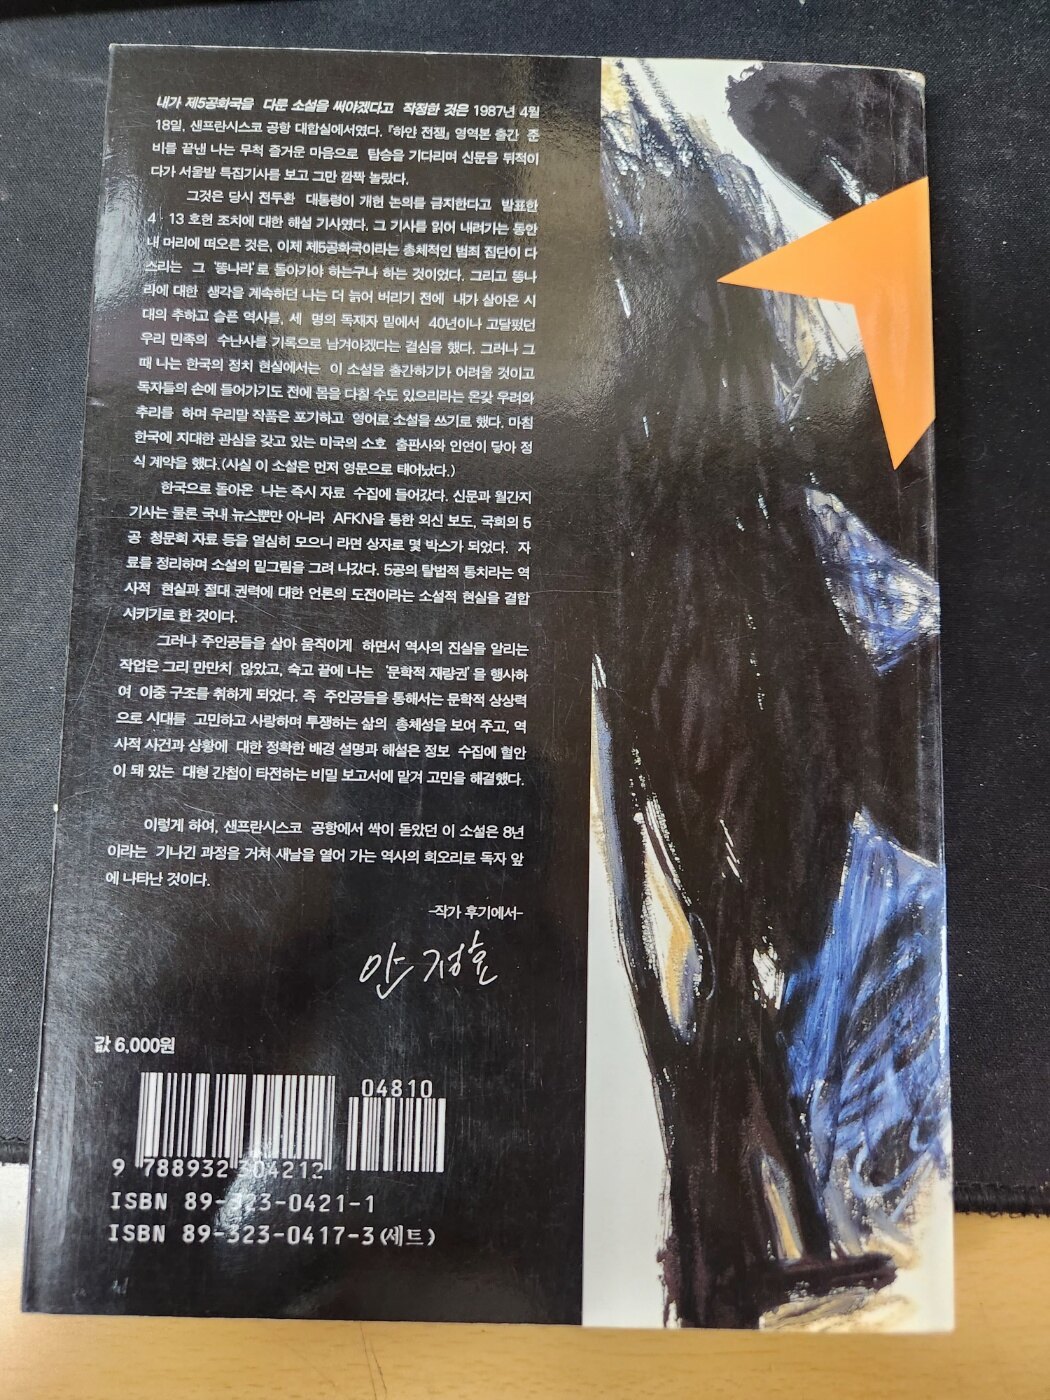 내가 제5공화국을 다룬 소설을 써야겠다고 작정한 것은 1987년 4월
18일, 샌프란시스코 공항 대합실에서였다. 『하얀 전쟁』 영역본 출간 준
비를 끝낸 나는 무척 즐거운 마음으로 탑승을 기다리며 신문을 뒤적이
다가 서울발 특집기사를 보고 그만 깜짝 놀랐다.
그것은 당시 전두환 대통령이 개헌 논의를 금지한다고 발표한
4·13 호헌 조치에 대한 해설 기사였다. 그 기사를 읽어 내려가는 동안
내 머리에 떠오른 것은, 이제 제5공화국이라는 총체적인 범죄 집단이 다
스리는 그 '똥나라'로 돌아가야 하는구나 하는 것이었다. 그리고 똥나
라에 대한 생각을 계속하던 나는 더 늙어 버리기 전에 내가 살아온 시
대의 추하고 슬픈 역사를, 세 명의 독재자 밑에서 40년이나 고달팠던
우리 민족의 수난사를 기록으로 남겨야겠다는 결심을 했다. 그러나 그
때 나는 한국의 정치 현실에서는 이 소설을 출간하기가 어려울 것이고
독자들의 손에 들어가기도 전에 몸을 다칠 수도 있으리라는 온갖 우려와
추리를 하며 우리말 작품은 포기하고 영어로 소설을 쓰기로 했다. 마침
한국에 지대한 관심을 갖고 있는 미국의 소호 출판사와 인연이 닿아 정
식 계약을 했다.(사실 이 소설은 먼저 영문으로 태어났다.)
한국으로 돌아온 나는 즉시 자료 수집에 들어갔다. 신문과 월간지
기사는 물론 국내 뉴스뿐만 아니라 AFKN을 통한 외신 보도, 국회의 5
공 청문회 자료 등을 열심히 모으니 라면 상자로 몇 박스가 되었다. 자
료를 정리하며 소설의 밑그림을 그려 나갔다. 5공의 탈법적 통치라는 역
사적 현실과 절대 권력에 대한 언론의 도전이라는 소설적 현실을 결합
시키기로 한 것이다.
그러나 주인공들을 살아 움직이게 하면서 역사의 진실을 알리는
작업은 그리 만만치 않았고, 숙고 끝에 나는 '문학적 재량권'을 행사하
여 이중 구조를 취하게 되었다. 즉 주인공들을 통해서는 문학적 상상력
으로 시대를 고민하고 사랑하며 투쟁하는 삶의 총체성을 보여 주고, 역
사적 사건과 상황에 대한 정확한 배경 설명과 해설은 정보 수집에 혈안
이 돼 있는 대형 간첩이 타전하는 비밀 보고서에 맡겨 고민을 해결했다.
이렇게 하여, 샌프란시스코 공항에서 싹이 돋았던 이 소설은 8년
이라는 기나긴 과정을 거쳐 새날을 열어 가는 역사의 회오리로 독자 앞
에 나타난 것이다.
-작가 후기에서-
안정효
값 6,000원
04810
9 788932 304212
ISBN 89-323-0421-1
ISBN 89-323-0417-3(세트)